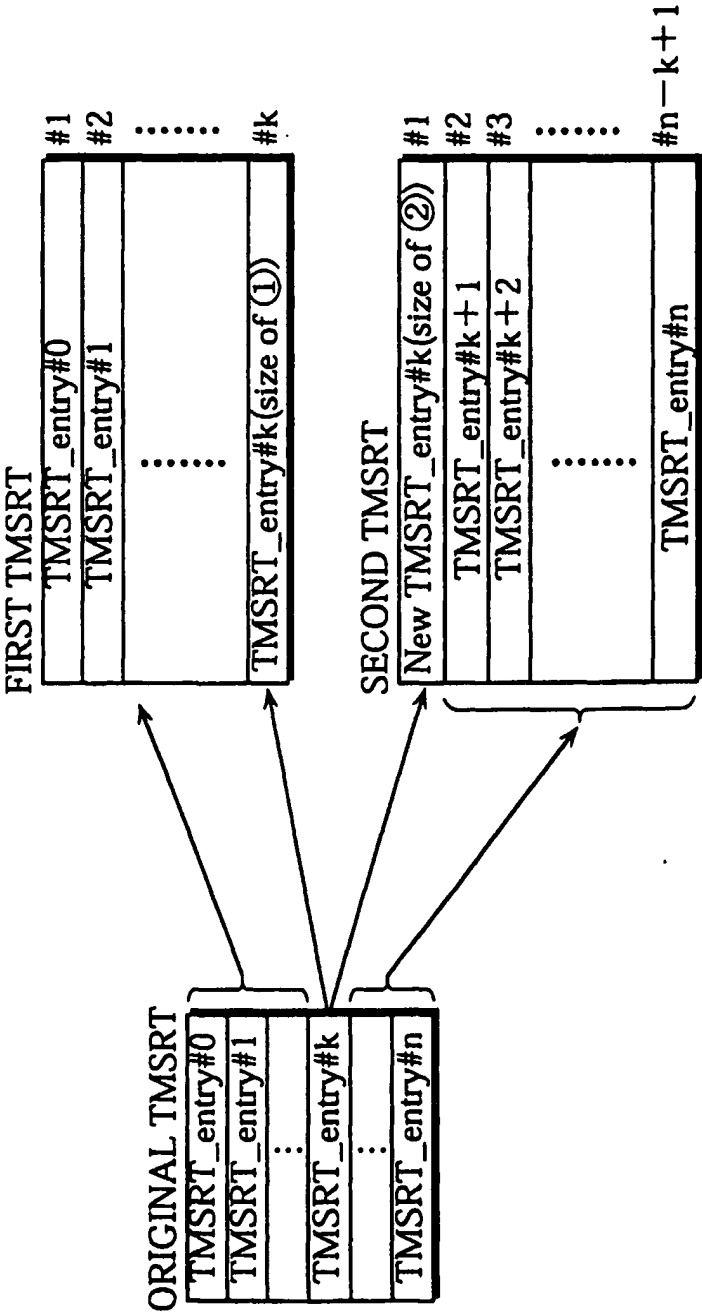 ORIGINAL TMSRT
TMSRT_entry#0
TMSRT_entry#1
⋯
TMSRT_entry#k
⋯
TMSRT_entry#n
FIRST TMSRT
TMSRT_entry#0 #1
TMSRT_entry#1 #2
⋯⋯ ⋯⋯
TMSRT_entry#k(size of ①) #k
SECOND TMSRT
New TMSRT_entry#k(size of ②) #1
TMSRT_entry#k+1 #2
TMSRT_entry#k+2 #3
⋯⋯ ⋯⋯
TMSRT_entry#n #n−k+1